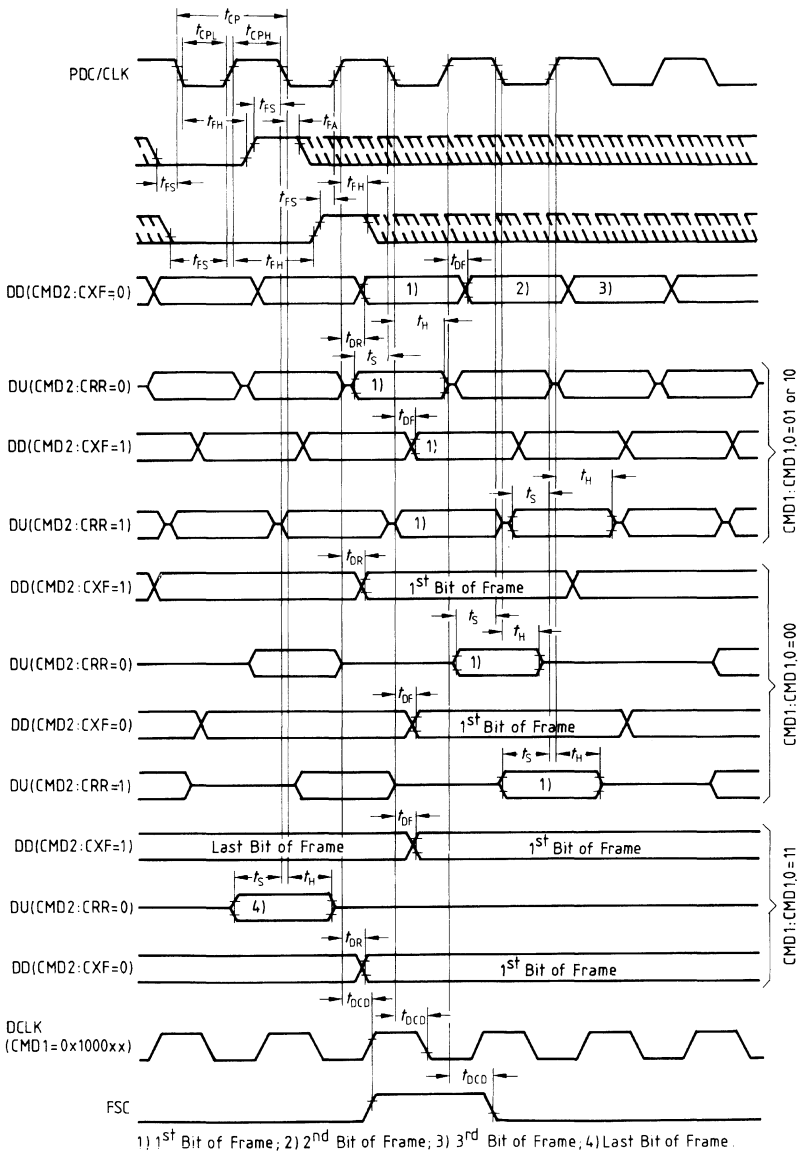 tCP
tCPL tCPH
PDC/CLK
tFS
tFH tFA
tFS tFS tFH
tFS tFH tDF
DD(CMD2:CXF=0) 1) 2) 3)
tH
tDR tS
DU(CMD2:CRR=0) 1)
tDF
DD(CMD2:CXF=1) 1)
tS tH
DU(CMD2:CRR=1) 1)
CMD1:CMD1,0=01 or 10
tDR
DD(CMD2:CXF=1) 1st Bit of Frame
tS tH
DU(CMD2:CRR=0) 1)
tDF
DD(CMD2:CXF=0) 1st Bit of Frame
tS tH
DU(CMD2:CRR=1) 1)
CMD1:CMD1,0=00
tDF
DD(CMD2:CXF=1) Last Bit of Frame 1st Bit of Frame
tS tH
DU(CMD2:CRR=0) 4)
tDR
DD(CMD2:CXF=0) 1st Bit of Frame
CMD1:CMD1,0=11
tDCD tDCD
DCLK
(CMD1=0x1000xx)
tDCD
FSC
1) 1st Bit of Frame; 2) 2nd Bit of Frame; 3) 3rd Bit of Frame; 4) Last Bit of Frame.